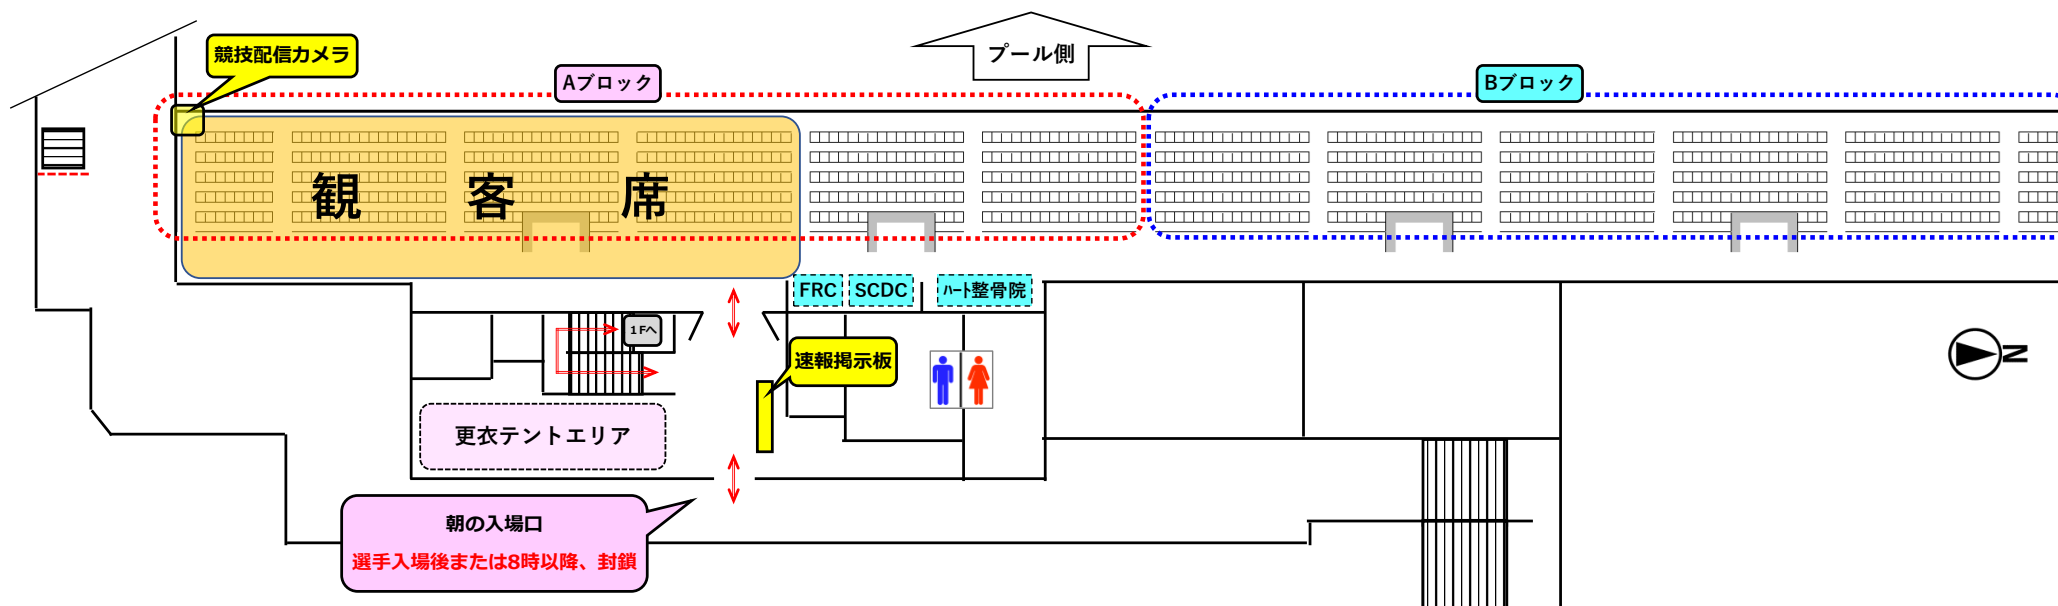 プール側
競技配信カメラ
Aブロック
Bブロック
観客席
FRC
SCDC
ハート整骨院
1Fへ
速報掲示板
更衣テントエリア
朝の入場口
選手入場後または8時以降、封鎖
N